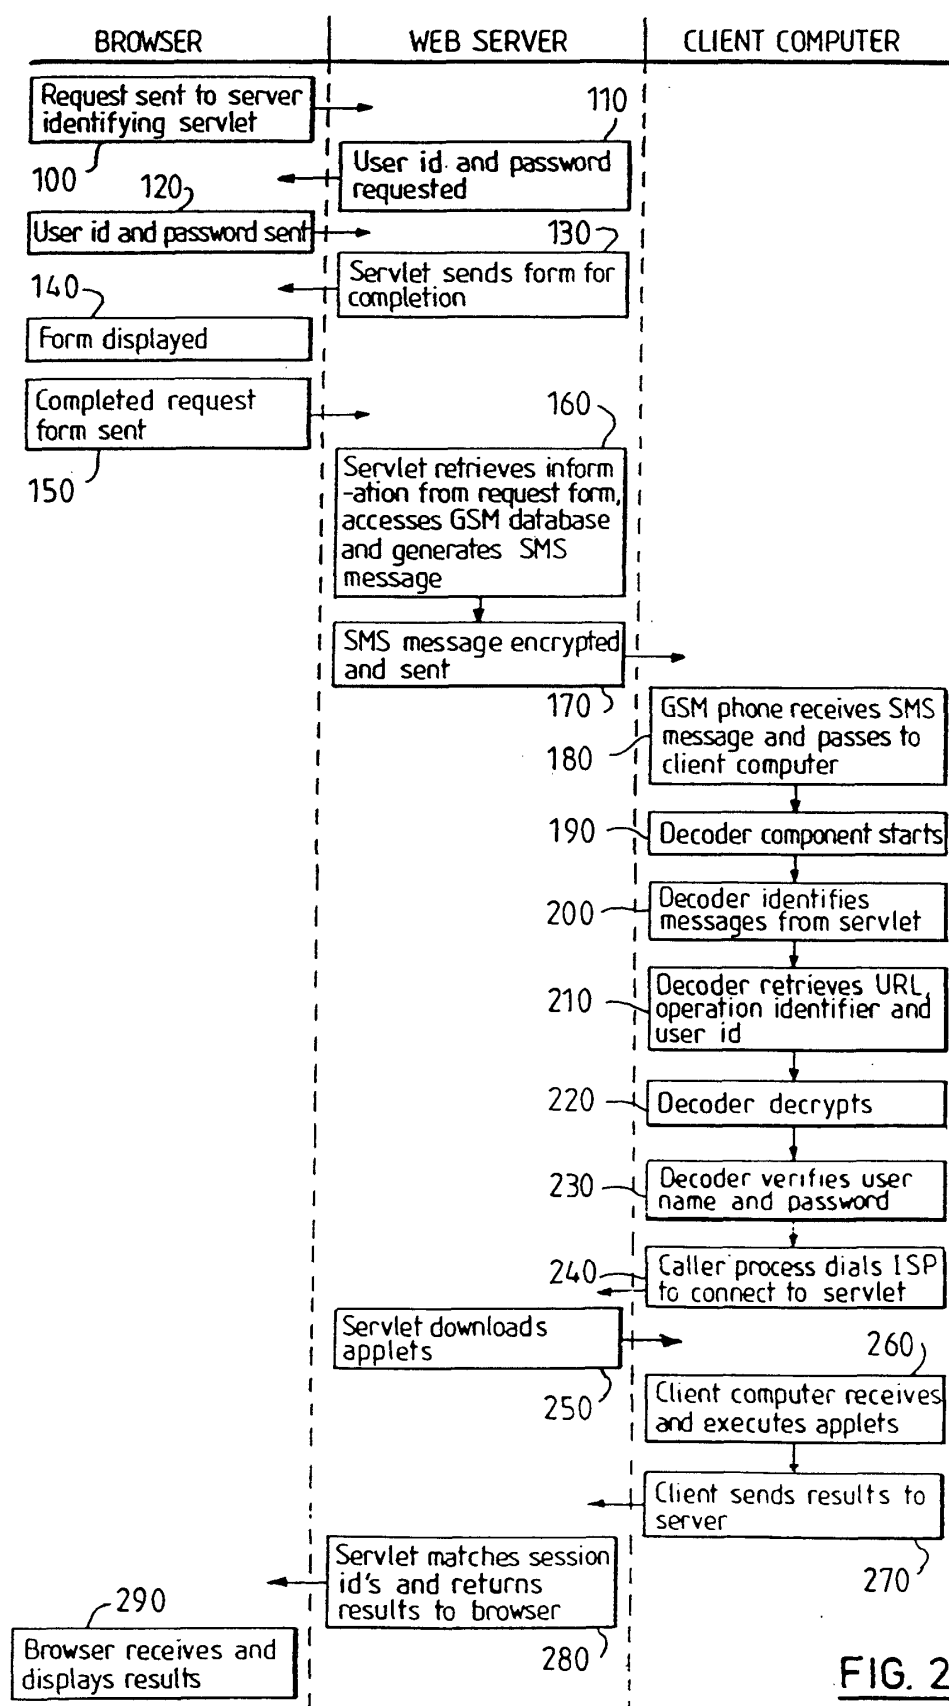 BROWSER
WEB SERVER
CLIENT COMPUTER
Request sent to server
identifying servlet
100
110
User id and password
requested
120
User id and password sent
130
Servlet sends form for
completion
140
Form displayed
Completed request
form sent
150
160
Servlet retrieves inform
-ation from request form,
accesses GSM database
and generates SMS
message
SMS message encrypted
and sent
170
GSM phone receives SMS
message and passes to
client computer
180
190
Decoder component starts
200
Decoder identifies
messages from servlet
210
Decoder retrieves URL,
operation identifier and
user id
220
Decoder decrypts
230
Decoder verifies user
name and password
240
Caller process dials ISP
to connect to servlet
Servlet downloads
applets
250
260
Client computer receives
and executes applets
Client sends results to
server
270
Servlet matches session
id's and returns
results to browser
280
290
Browser receives and
displays results
FIG. 2